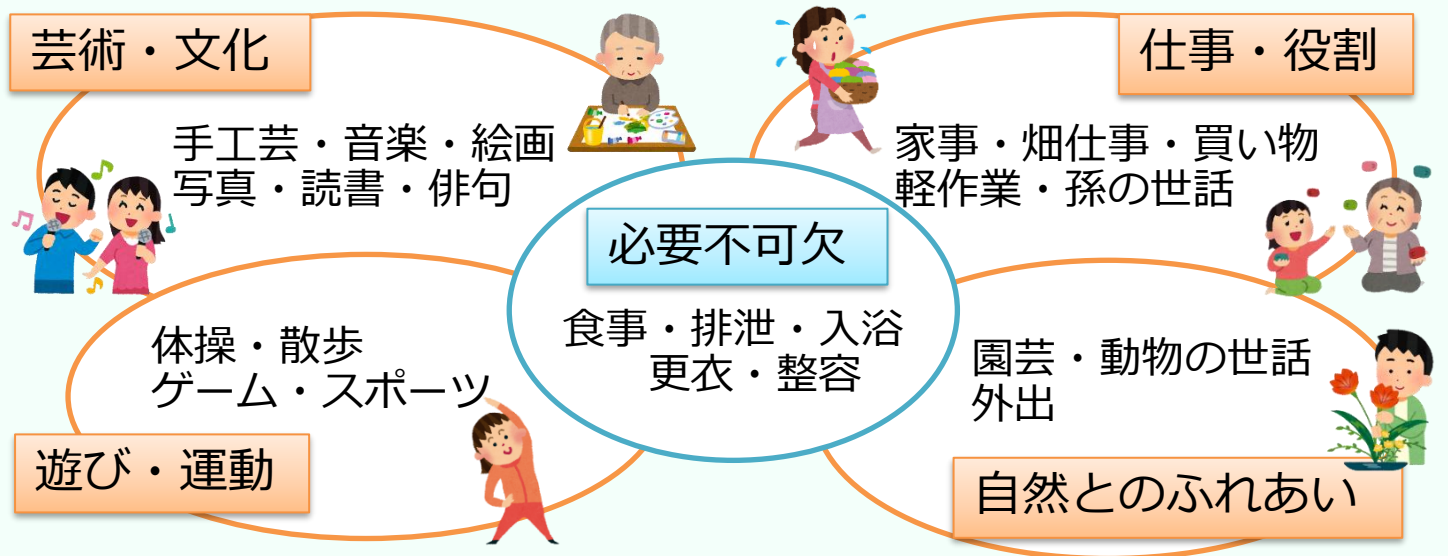 芸術・文化
手工芸・音楽・絵画
写真・読書・俳句
仕事・役割
家事・畑仕事・買い物
軽作業・孫の世話
必要不可欠
食事・排泄・入浴
更衣・整容
体操・散歩
ゲーム・スポーツ
遊び・運動
園芸・動物の世話
外出
自然とのふれあい